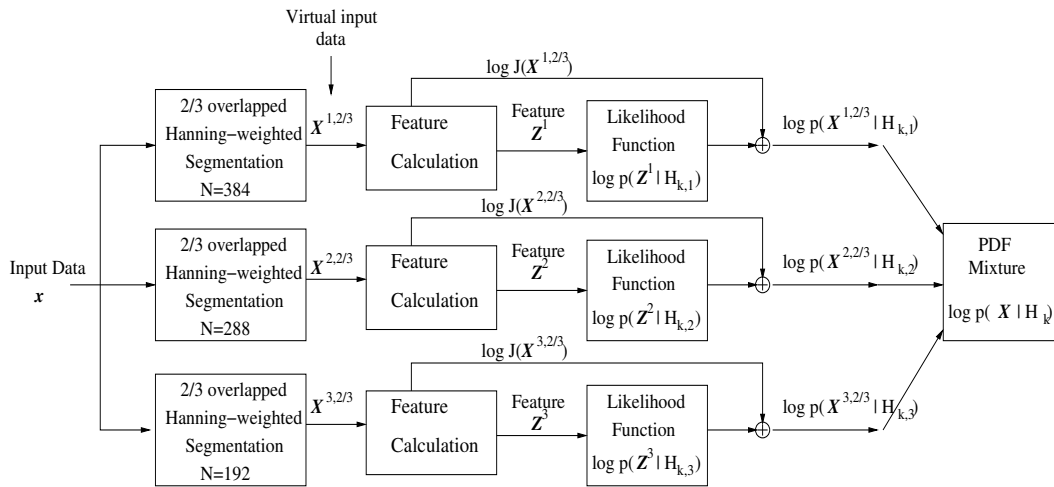 Virtual input
data
log J(X^{1,2/3})
2/3 overlapped
Hanning−weighted
Segmentation
N=384
X^{1,2/3}
Feature
Calculation
Feature
Z^1
Likelihood
Function
log p(Z^1 | H_{k,1})
log p(X^{1,2/3} | H_{k,1})
log J(X^{2,2/3})
Input Data
x
2/3 overlapped
Hanning−weighted
Segmentation
N=288
X^{2,2/3}
Feature
Calculation
Feature
Z^2
Likelihood
Function
log p(Z^2 | H_{k,2})
log p(X^{2,2/3} | H_{k,2})
PDF
Mixture
log p( X | H_k)
log J(X^{3,2/3})
2/3 overlapped
Hanning−weighted
Segmentation
N=192
X^{3,2/3}
Feature
Calculation
Feature
Z^3
Likelihood
Function
log p(Z^3 | H_{k,3})
log p(X^{3,2/3} | H_{k,3})